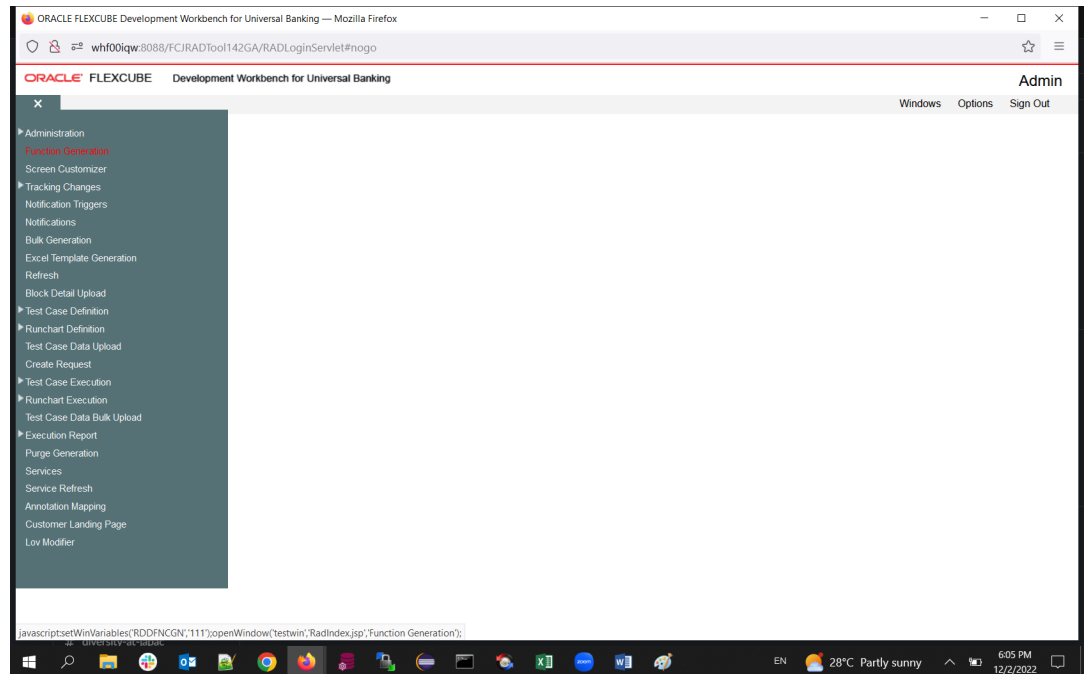 ORACLE FLEXCUBE Development Workbench for Universal Banking — Mozilla Firefox
whf00iqw:8088/FCJRADTool142GA/RADLoginServlet#nogo
ORACLE FLEXCUBE Development Workbench for Universal Banking
Admin
Windows Options Sign Out
Administration
Function Generation
Screen Customizer
Tracking Changes
Notification Triggers
Notifications
Bulk Generation
Excel Template Generation
Refresh
Block Detail Upload
Test Case Definition
Runchart Definition
Test Case Data Upload
Create Request
Test Case Execution
Runchart Execution
Test Case Data Bulk Upload
Execution Report
Purge Generation
Services
Service Refresh
Annotation Mapping
Customer Landing Page
Lov Modifier
javascript:setWinVariables('RDDFNCGN','111');openWindow('testwin','RadIndex.jsp','Function Generation');
# diversity-at-lapac
EN 28°C Partly sunny 6:05 PM
12/2/2022